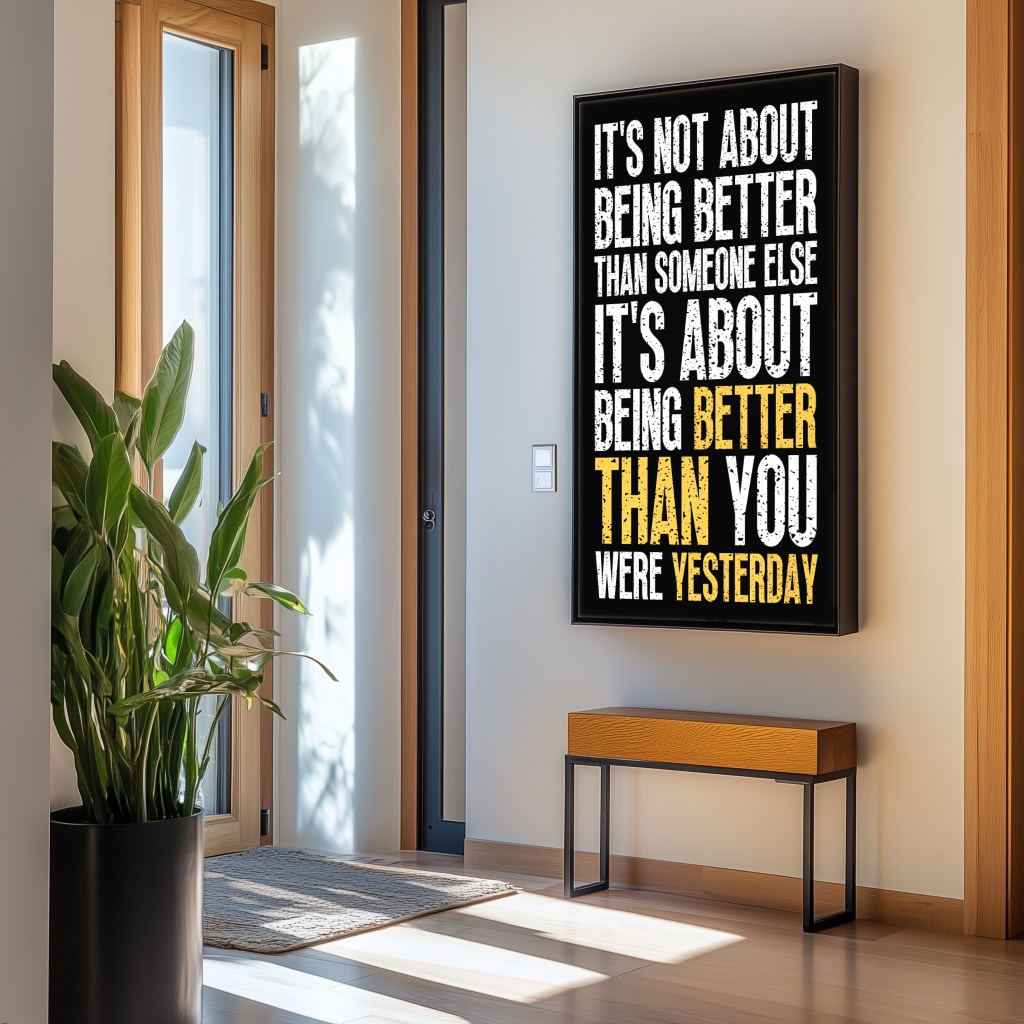 IT'S NOT ABOUT
BEING BETTER
THAN SOMEONE ELSE
IT'S ABOUT
BEING BETTER
THAN YOU
WERE YESTERDAY